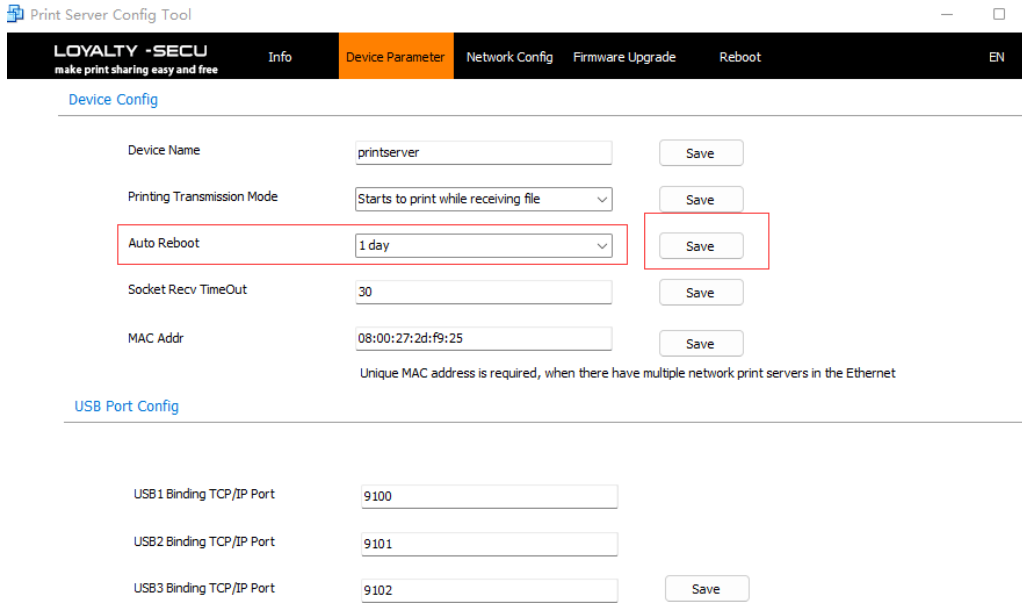 Print Server Config Tool
LOYALTY -SECU
make print sharing easy and free
Info
Device Parameter
Network Config
Firmware Upgrade
Reboot
EN
Device Config
Device Name
printserver
Save
Printing Transmission Mode
Starts to print while receiving file
Save
Auto Reboot
1 day
Save
Socket Recv TimeOut
30
Save
MAC Addr
08:00:27:2d:f9:25
Save
Unique MAC address is required, when there have multiple network print servers in the Ethernet
USB Port Config
USB1 Binding TCP/IP Port
9100
USB2 Binding TCP/IP Port
9101
USB3 Binding TCP/IP Port
9102
Save